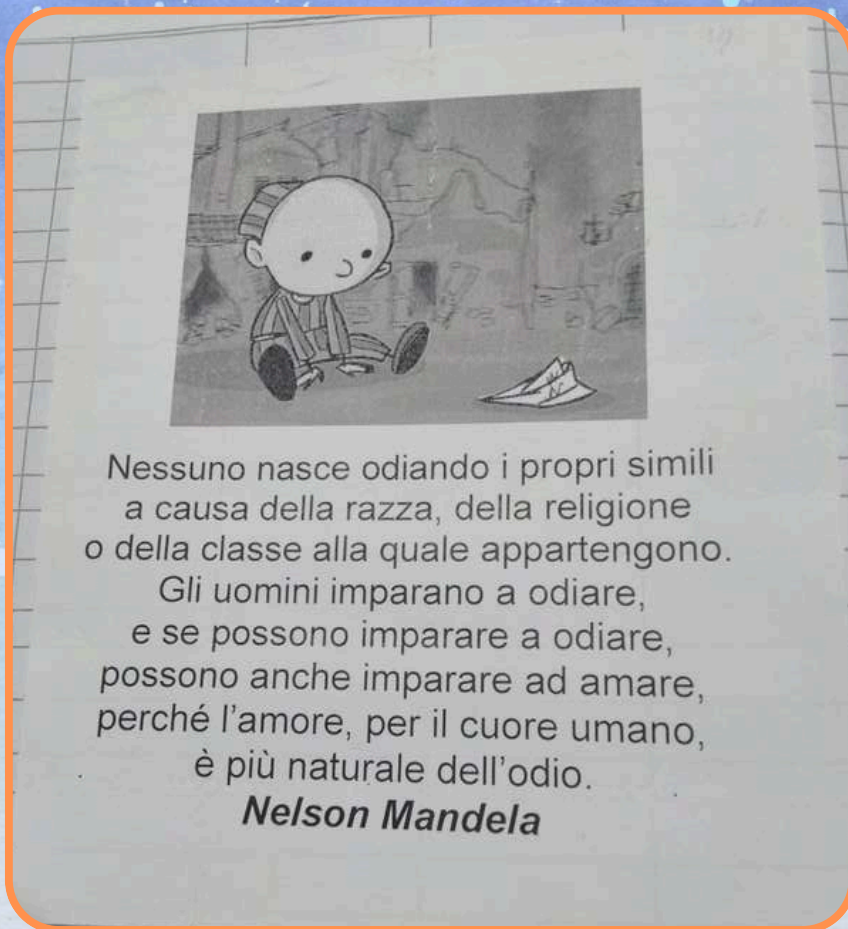 Nessuno nasce odiando i propri simili
a causa della razza, della religione
o della classe alla quale appartengono.
Gli uomini imparano a odiare,
e se possono imparare a odiare,
possono anche imparare ad amare,
perché l'amore, per il cuore umano,
è più naturale dell'odio.
Nelson Mandela